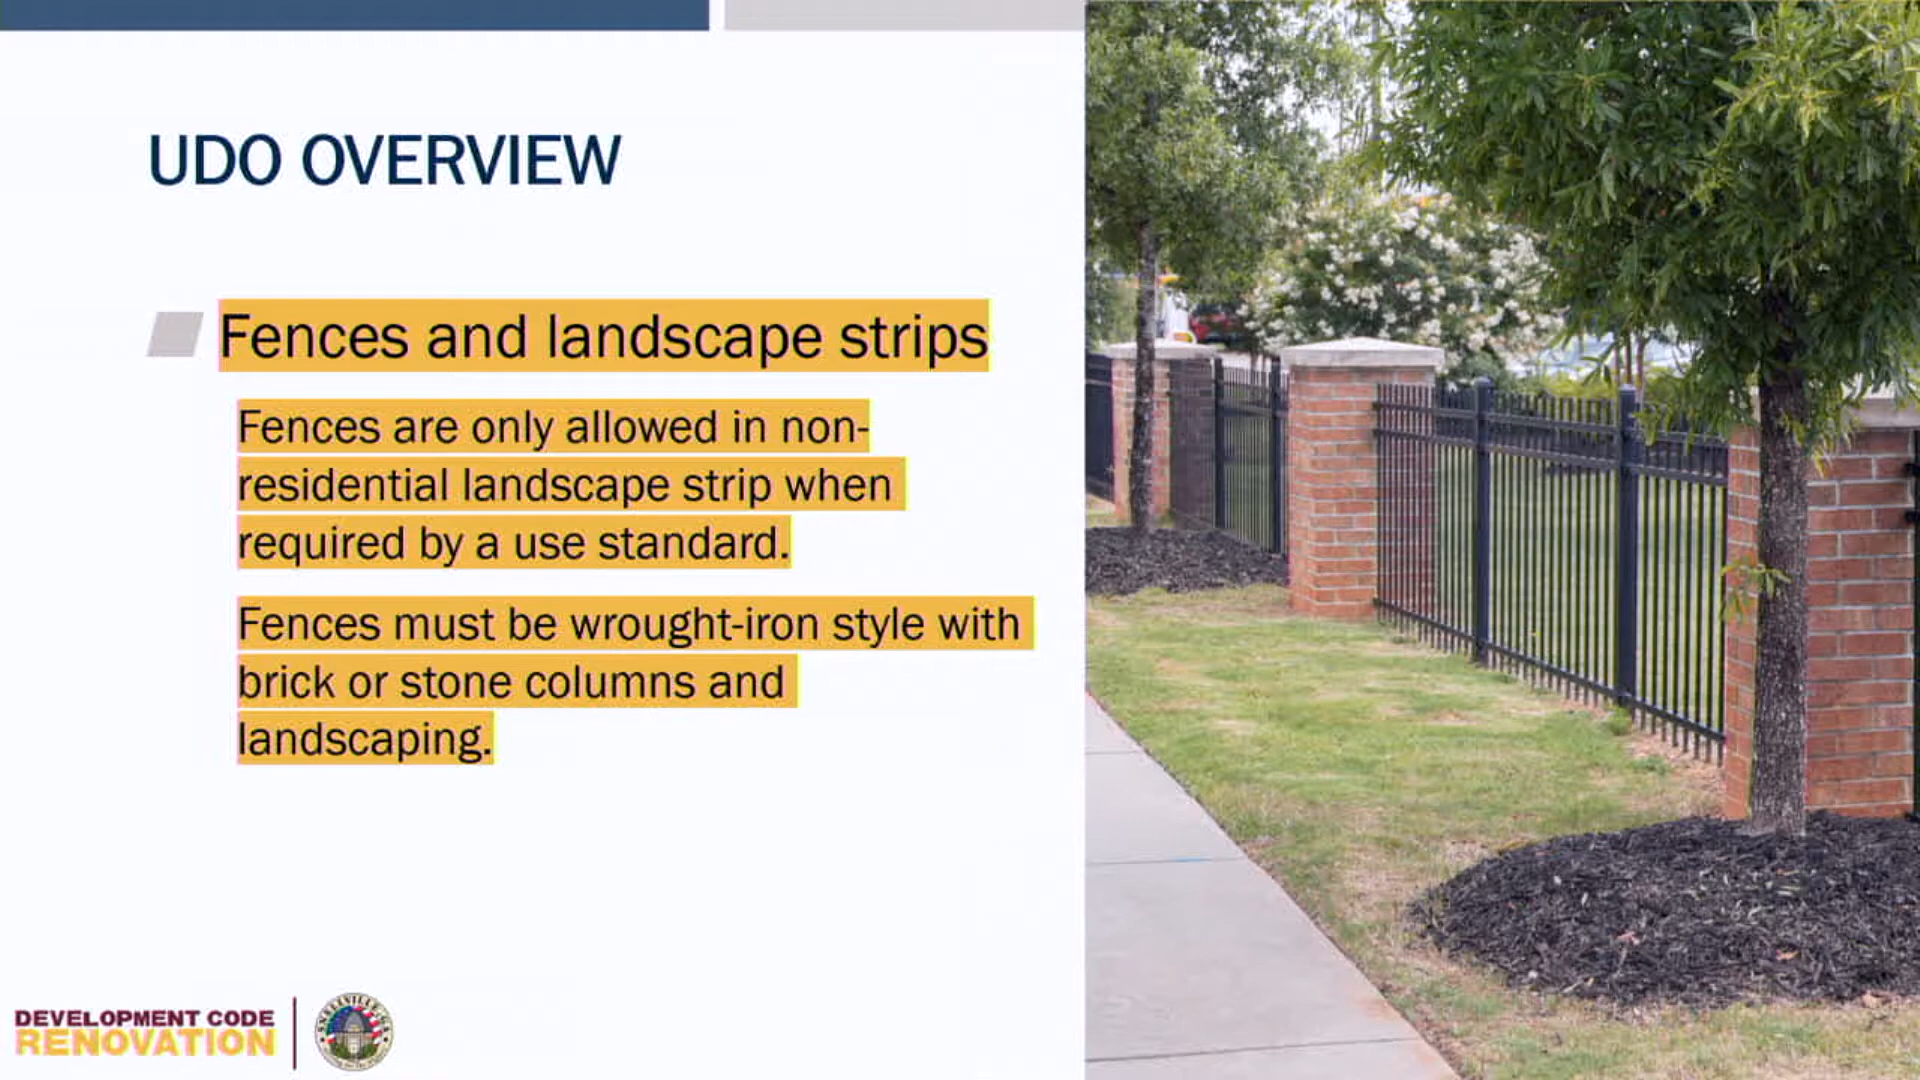 UDO OVERVIEW
Fences and landscape strips
Fences are only allowed in non-
residential landscape strip when
required by a use standard.
Fences must be wrought-iron style with
brick or stone columns and
landscaping.
DEVELOPMENT CODE
RENOVATION